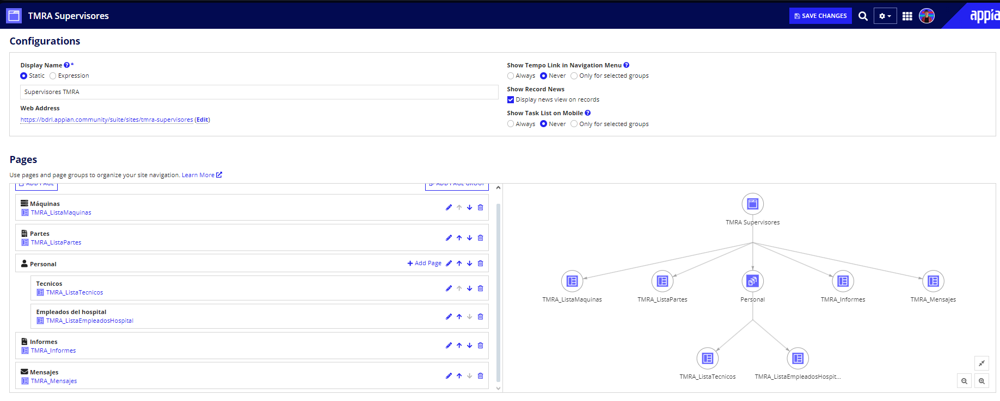 TMRA Supervisores
SAVE CHANGES
appia
Configurations
Display Name ? *
Static Expression
Supervisores TMRA
Web Address
https://bdrl.appian.community/suite/sites/tmra-supervisores (Edit)
Show Tempo Link in Navigation Menu ?
Always Never Only for selected groups
Show Record News
Display news view on records
Show Task List on Mobile ?
Always Never Only for selected groups
Pages
Use pages and page groups to organize your site navigation. Learn More
ADD PAGE
ADD PAGE GROUP
Máquinas
TMRA_ListaMaquinas
Partes
TMRA_ListaPartes
Personal
Add Page
Tecnicos
TMRA_ListaTecnicos
Empleados del hospital
TMRA_ListaEmpleadosHospital
Informes
TMRA_Informes
Mensajes
TMRA_Mensajes
TMRA Supervisores
TMRA_ListaMaquinas
TMRA_ListaPartes
Personal
TMRA_Informes
TMRA_Mensajes
TMRA_ListaTecnicos
TMRA_ListaEmpleadosHospit...